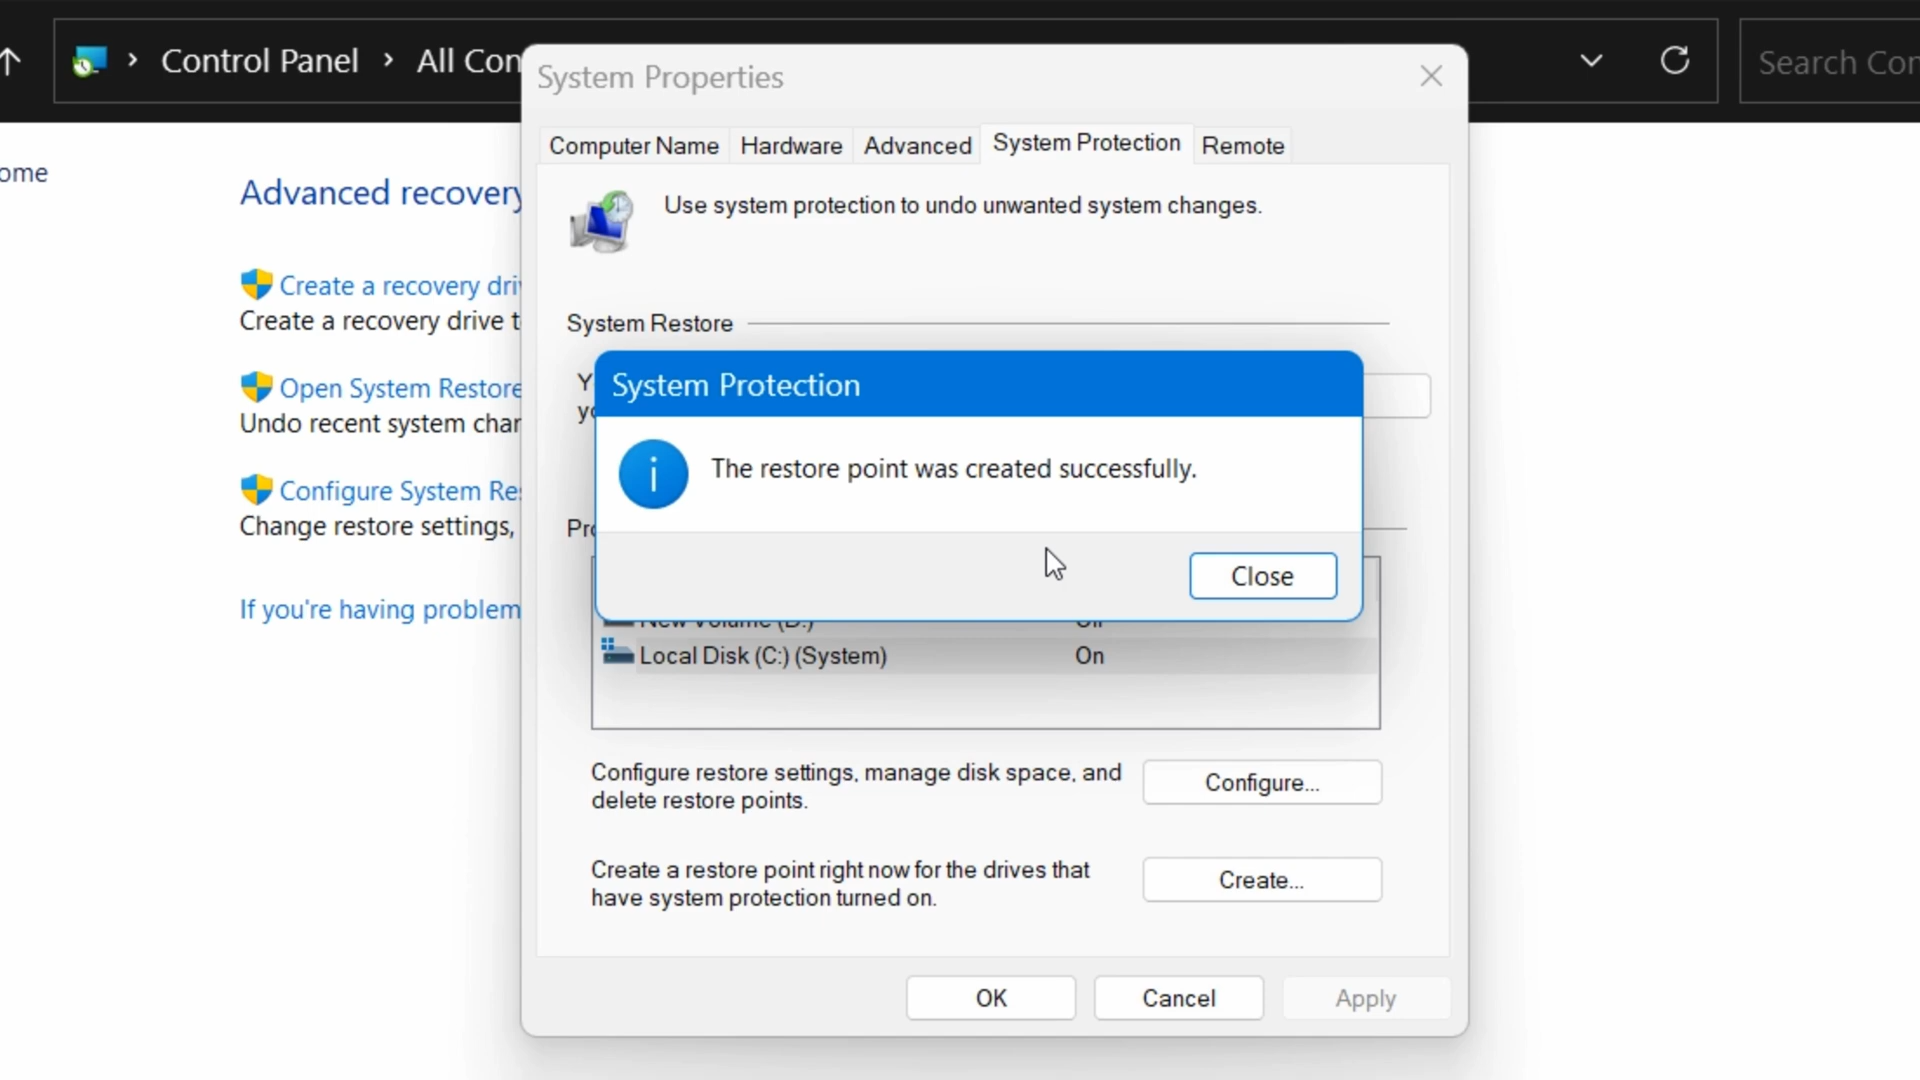 Control Panel
All Con
Search Con
System Properties
Computer Name
Hardware
Advanced
System Protection
Remote
ome
Advanced recovery
Use system protection to undo unwanted system changes.
Create a recovery driv
Create a recovery drive t
System Restore
Open System Restore
Undo recent system chan
Configure System Res
Change restore settings,
If you're having problem
System Protection
The restore point was created successfully.
Close
Local Disk (C:) (System)
On
Configure restore settings, manage disk space, and
delete restore points.
Configure...
Create a restore point right now for the drives that
have system protection turned on.
Create...
OK
Cancel
Apply